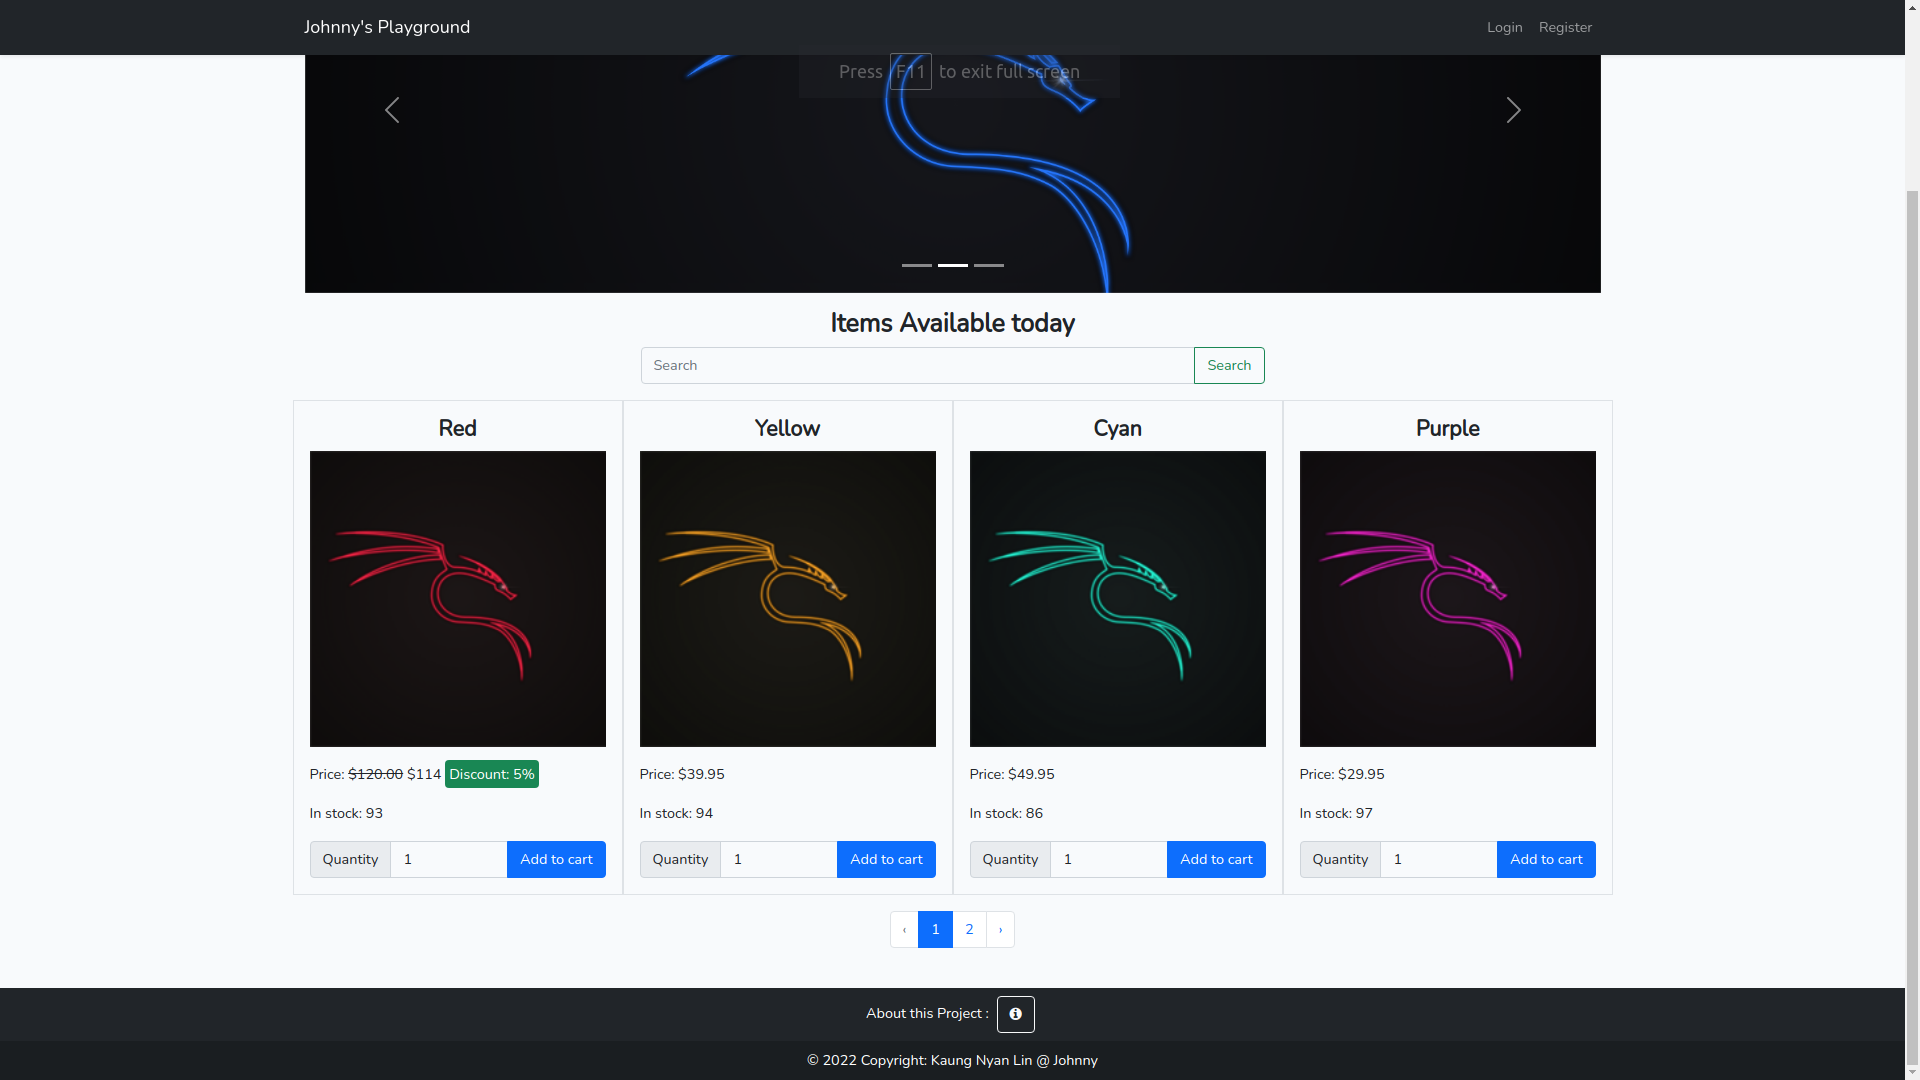 Johnny's Playground
Login Register
Press F11 to exit full screen
Items Available today
Search Search
Red Yellow Cyan Purple
Price: $120.00 $114 Discount: 5% Price: $39.95 Price: $49.95 Price: $29.95
In stock: 93 In stock: 94 In stock: 86 In stock: 97
Quantity 1 Add to cart Quantity 1 Add to cart Quantity 1 Add to cart Quantity 1 Add to cart
‹ 1 2 ›
About this Project :
© 2022 Copyright: Kaung Nyan Lin @ Johnny